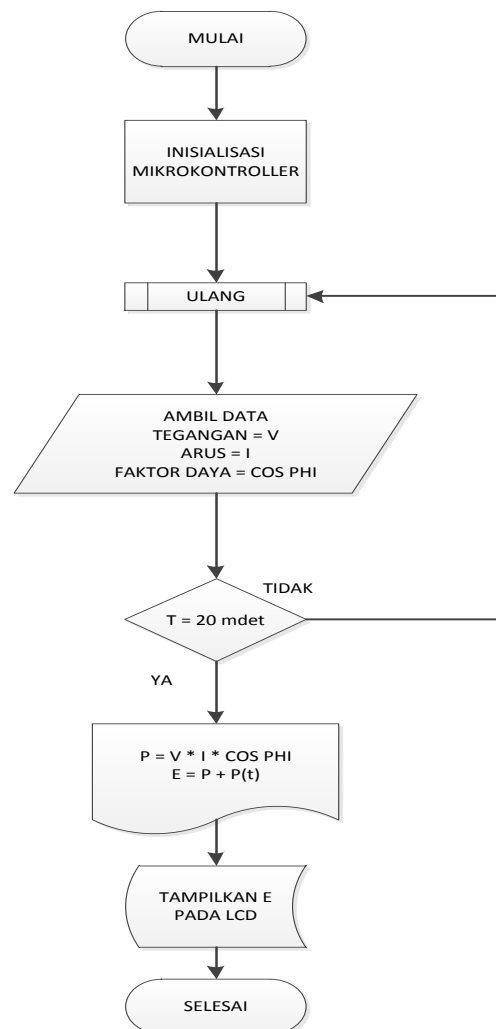 MULAI
INISIALISASI
MIKROKONTROLLER
ULANG
AMBIL DATA
TEGANGAN = V
ARUS = I
FAKTOR DAYA = COS PHI
TIDAK
T = 20 mdet
YA
P = V * I * COS PHI
E = P + P(t)
TAMPILKAN E
PADA LCD
SELESAI